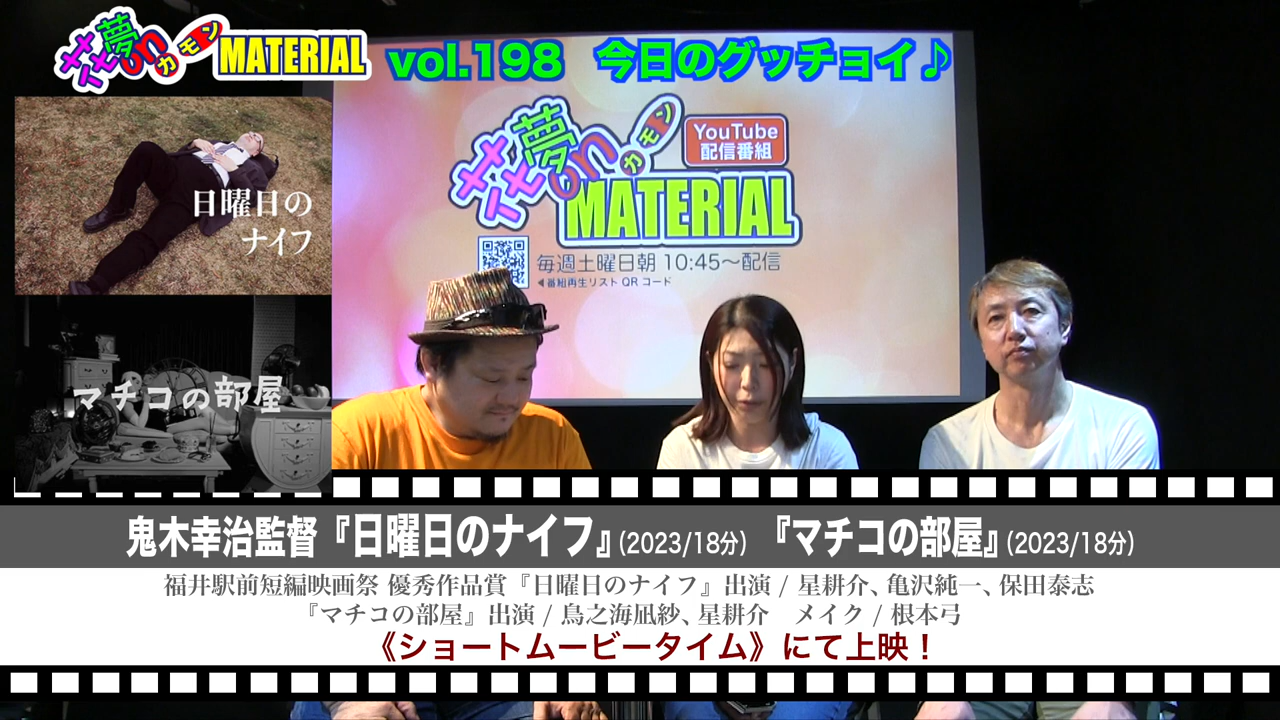 花夢onカモン MATERIAL vol.198 今日のグッチョイ♪
花夢onカモン
YouTube
配信番組
MATERIAL
毎週土曜日朝 10:45〜配信
◀番組再生リスト QR コード
日曜日の
ナイフ
マチコの部屋
鬼木幸治監督『日曜日のナイフ』(2023/18分) 『マチコの部屋』(2023/18分)
福井駅前短編映画祭 優秀作品賞『日曜日のナイフ』出演 / 星耕介、亀沢純一、保田泰志
『マチコの部屋』出演 / 鳥之海凪紗、星耕介 メイク / 根本弓
《ショートムービータイム》にて上映！